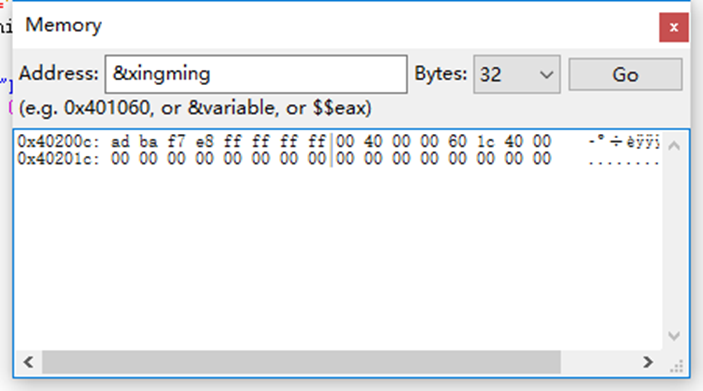 Memory
x
Address: &xingming Bytes: 32 Go
(e.g. 0x401060, or &variable, or $$eax)
0x40200c: ad ba f7 e8 ff ff ff ff|00 40 00 00 60 1c 40 00 -º÷èÿÿÿ
0x40201c: 00 00 00 00 00 00 00 00|00 00 00 00 00 00 00 00 ........